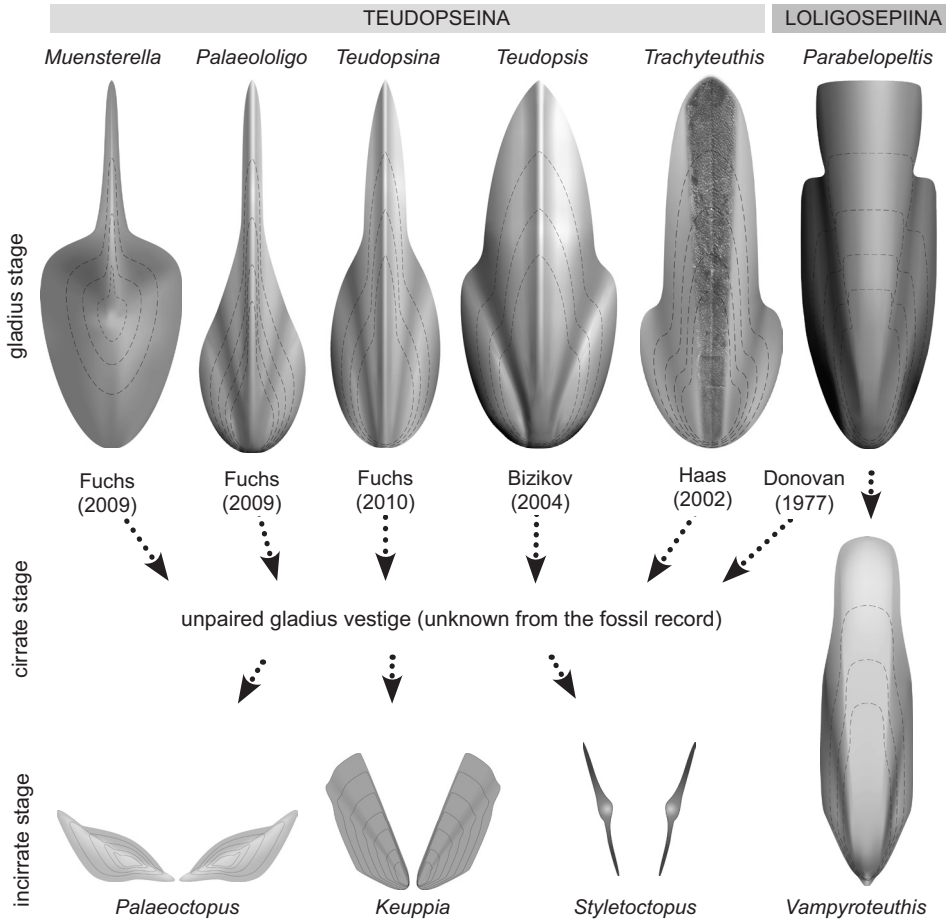 TEUDOPSEINA LOLIGOSEPIINA
Muensterella Palaeololigo Teudopsina Teudopsis Trachyteuthis Parabelopeltis
gladius stage
Fuchs Fuchs Fuchs Bizikov Haas Donovan
(2009) (2009) (2010) (2004) (2002) (1977)
cirrate stage
unpaired gladius vestige (unknown from the fossil record)
incirrate stage
Palaeoctopus Keuppia Styletoctopus Vampyroteuthis